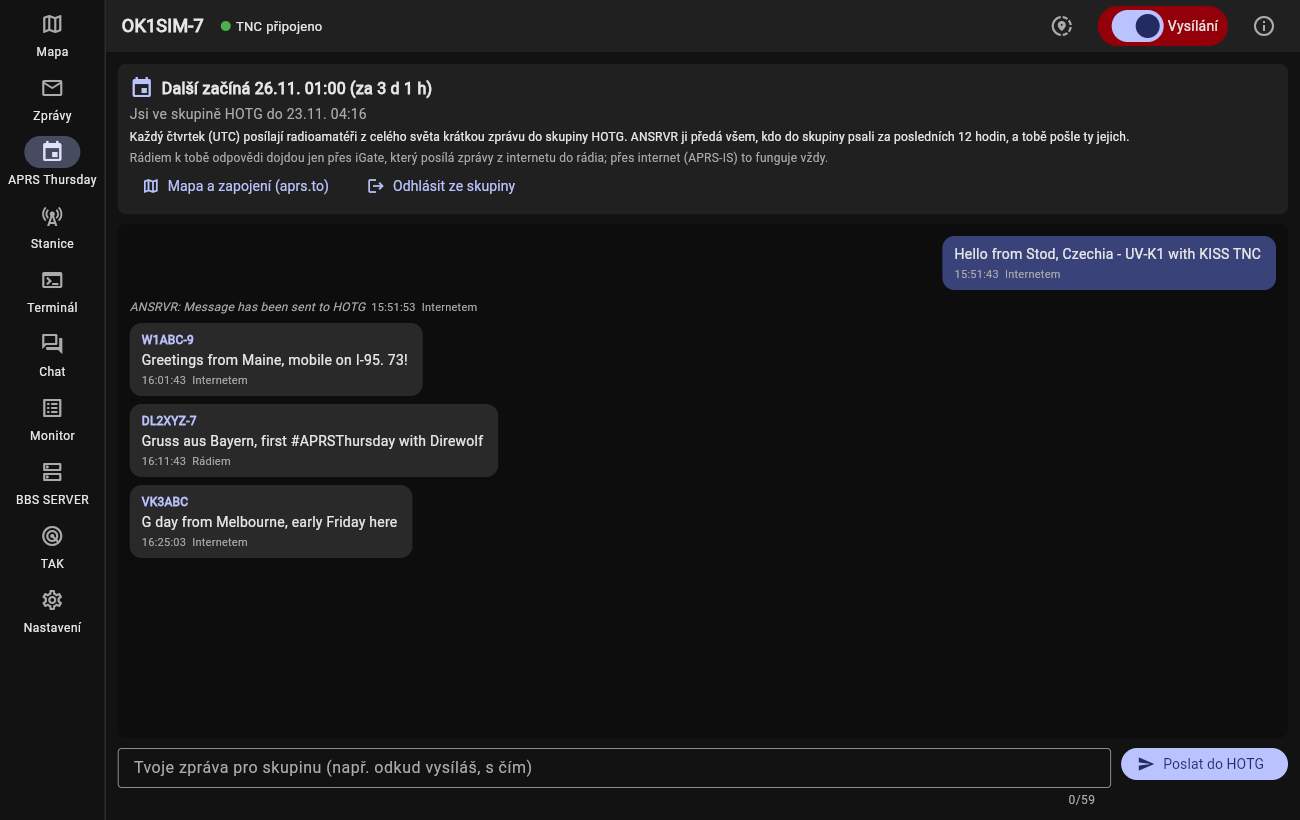 OK1SIM-7
TNC připojeno
Vysílání
Mapa
Zprávy
APRS Thursday
Stanice
Terminál
Chat
Monitor
BBS SERVER
TAK
Nastavení
Další začíná 26.11. 01:00 (za 3 d 1 h)
Jsi ve skupině HOTG do 23.11. 04:16
Každý čtvrtek (UTC) posílají radioamatéři z celého světa krátkou zprávu do skupiny HOTG. ANSRVR ji předá všem, kdo do skupiny psali za posledních 12 hodin, a tobě pošle ty jejich.
Rádiem k tobě odpovědi dojdou jen přes iGate, který posílá zprávy z internetu do rádia; přes internet (APRS-IS) to funguje vždy.
Mapa a zapojení (aprs.to)
Odhlásit ze skupiny
Hello from Stod, Czechia - UV-K1 with KISS TNC
15:51:43 Internetem
ANSRVR: Message has been sent to HOTG 15:51:53 Internetem
W1ABC-9
Greetings from Maine, mobile on I-95. 73!
16:01:43 Internetem
DL2XYZ-7
Gruss aus Bayern, first #APRSThursday with Direwolf
16:11:43 Rádiem
VK3ABC
G day from Melbourne, early Friday here
16:25:03 Internetem
Tvoje zpráva pro skupinu (např. odkud vysíláš, s čím)
Poslat do HOTG
0/59